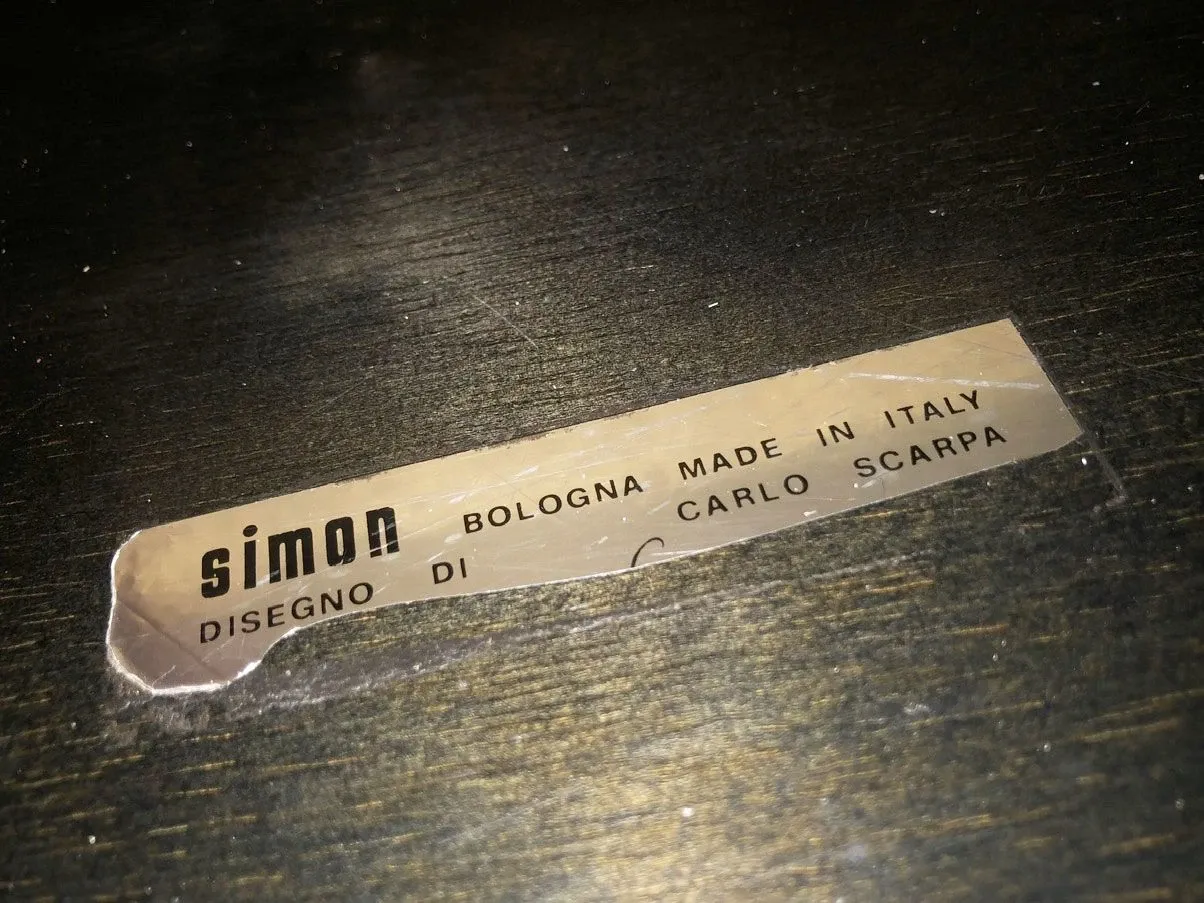 simon BOLOGNA MADE IN ITALY
DISEGNO DI CARLO SCARPA